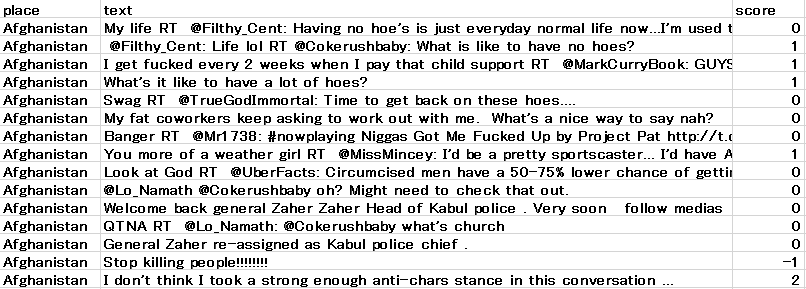 place text score
Afghanistan My life RT @Filthy_Cent: Having no hoe's is just everyday normal life now...I'm used t 0
Afghanistan @Filthy_Cent: Life lol RT @Cokerushbaby: What is like to have no hoes? 1
Afghanistan I get fucked every 2 weeks when I pay that child support RT @MarkCurryBook: GUYS 1
Afghanistan What's it like to have a lot of hoes? 1
Afghanistan Swag RT @TrueGodImmortal: Time to get back on these hoes.... 0
Afghanistan My fat coworkers keep asking to work out with me. What's a nice way to say nah? 0
Afghanistan Banger RT @Mr1738: #nowplaying Niggas Got Me Fucked Up by Project Pat http://t.c 0
Afghanistan You more of a weather girl RT @MissMincey: I'd be a pretty sportscaster... I'd have A 1
Afghanistan Look at God RT @UberFacts: Circumcised men have a 50-75% lower chance of gettin 0
Afghanistan @Lo_Namath @Cokerushbaby oh? Might need to check that out. 0
Afghanistan Welcome back general Zaher Zaher Head of Kabul police . Very soon follow medias 0
Afghanistan QTNA RT @Lo_Namath: @Cokerushbaby what's church 0
Afghanistan General Zaher re-assigned as Kabul police chief . 0
Afghanistan Stop killing people!!!!!!!! -1
Afghanistan I don't think I took a strong enough anti-chars stance in this conversation ... 2